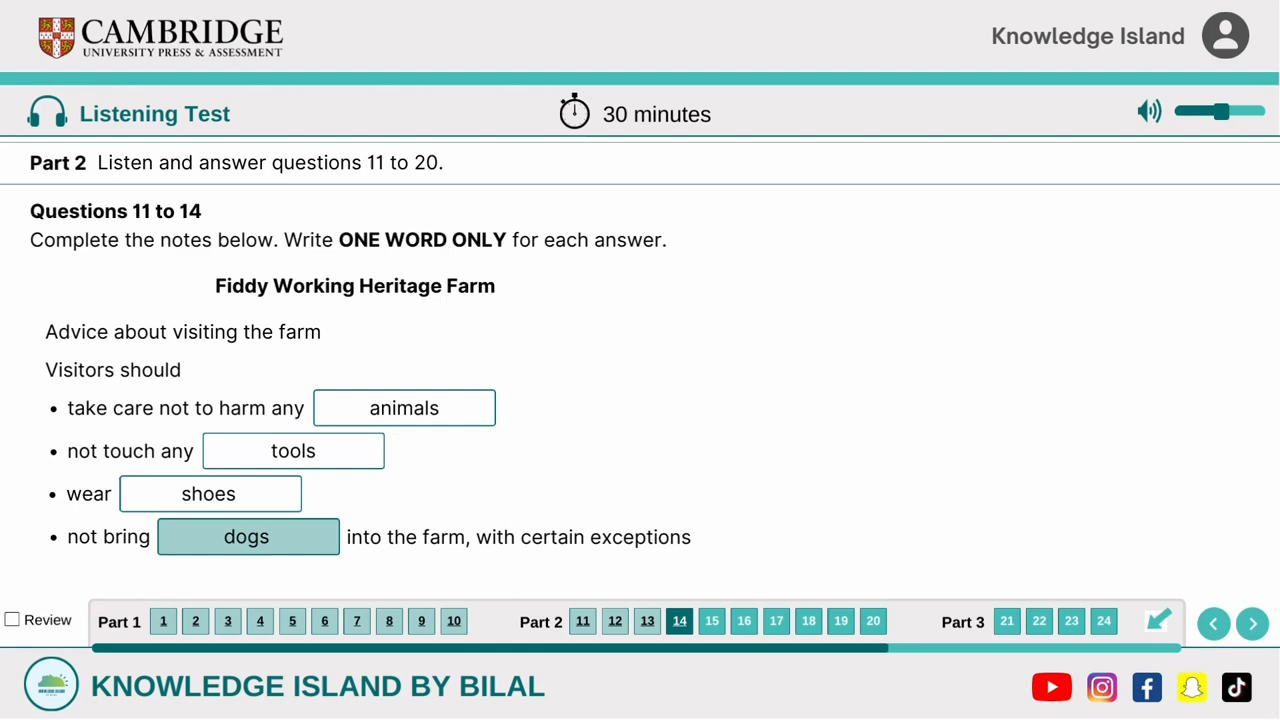 CAMBRIDGE
UNIVERSITY PRESS & ASSESSMENT
Knowledge Island
Listening Test
30 minutes
Part 2 Listen and answer questions 11 to 20.
Questions 11 to 14
Complete the notes below. Write ONE WORD ONLY for each answer.
Fiddy Working Heritage Farm
Advice about visiting the farm
Visitors should
• take care not to harm any animals
• not touch any tools
• wear shoes
• not bring dogs into the farm, with certain exceptions
Review Part 1 1 2 3 4 5 6 7 8 9 10 Part 2 11 12 13 14 15 16 17 18 19 20 Part 3 21 22 23 24
KNOWLEDGE ISLAND BY BILAL